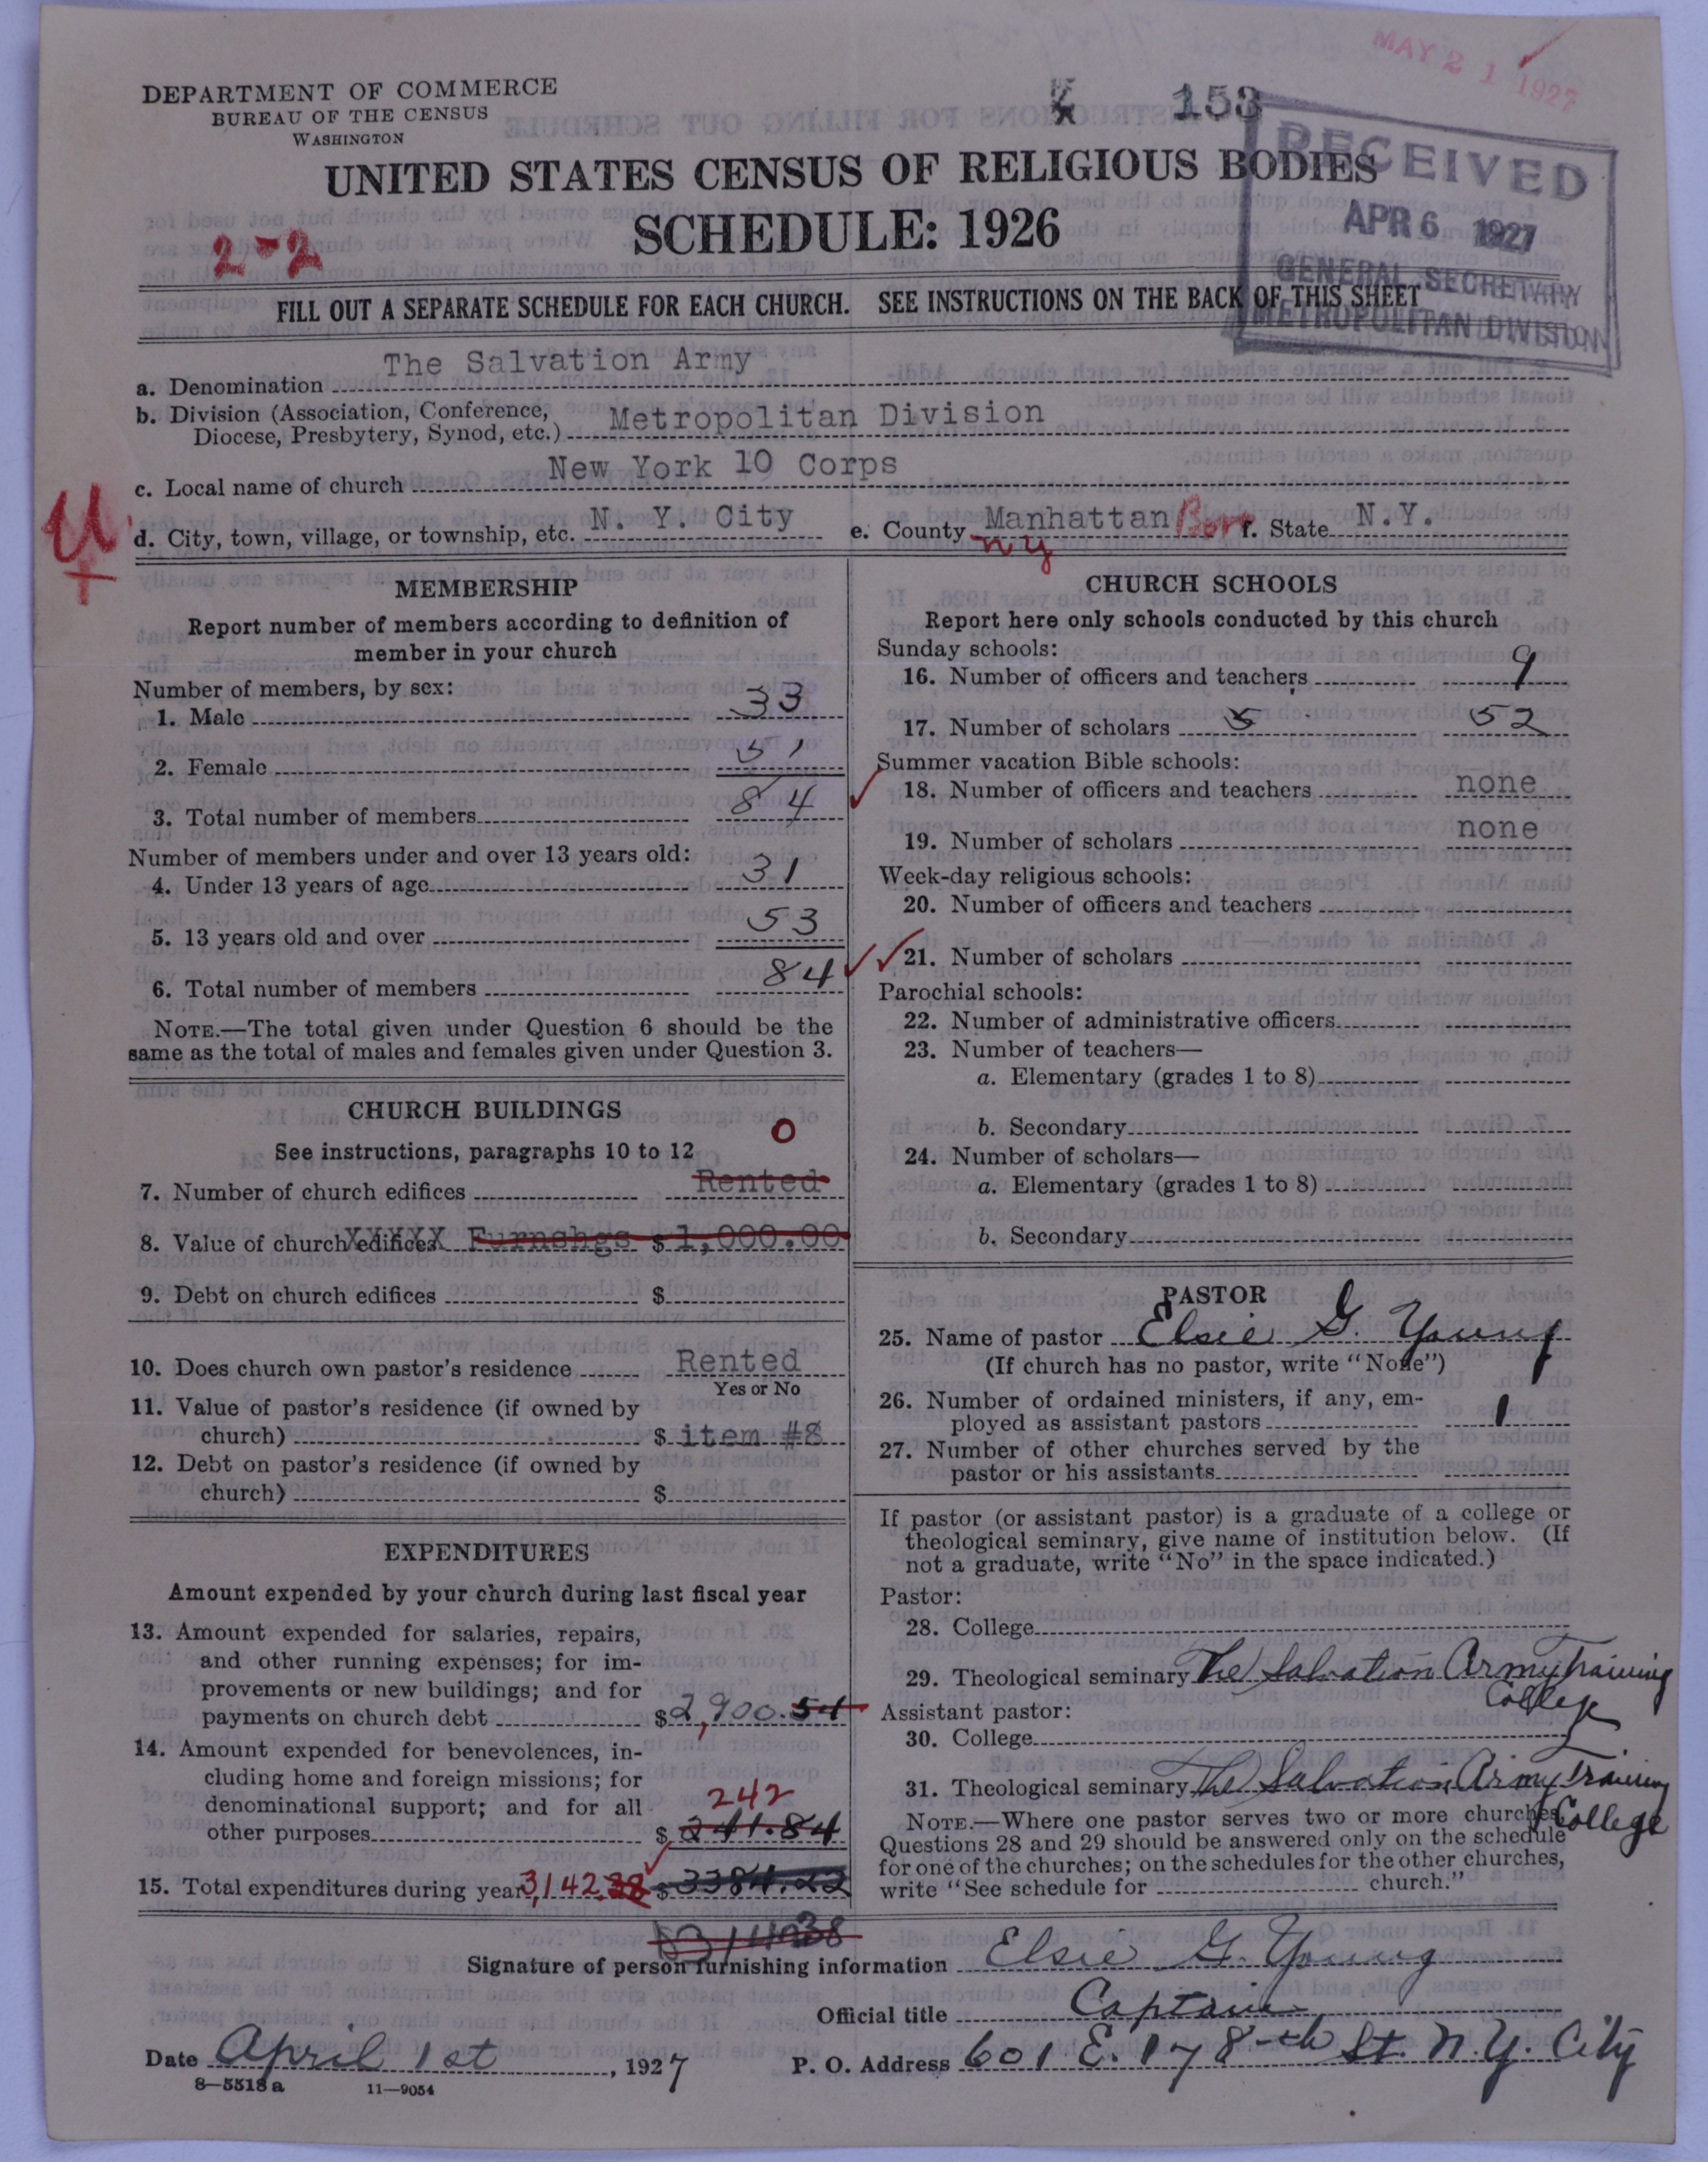 MAY 21 1927
DEPARTMENT OF COMMERCE
BUREAU OF THE CENSUS
WASHINGTON
153
RECEIVED
APR 6 1927
GENERAL SECRETARY
METROPOLITAN DIVISION
UNITED STATES CENSUS OF RELIGIOUS BODIES
SCHEDULE: 1926
2-2
FILL OUT A SEPARATE SCHEDULE FOR EACH CHURCH. SEE INSTRUCTIONS ON THE BACK OF THIS SHEET
a. Denomination The Salvation Army
b. Division (Association, Conference,
Diocese, Presbytery, Synod, etc.) Metropolitan Division
c. Local name of church New York 10 Corps
U
d. City, town, village, or township, etc. N. Y. City e. County Manhattan Boro f. State N.Y.
N Y
MEMBERSHIP
Report number of members according to definition of
member in your church
Number of members, by sex:
1. Male 33
2. Female 51
3. Total number of members 84
Number of members under and over 13 years old:
4. Under 13 years of age 31
5. 13 years old and over 53
6. Total number of members 84
NOTE.—The total given under Question 6 should be the
same as the total of males and females given under Question 3.
CHURCH BUILDINGS
See instructions, paragraphs 10 to 12
0
7. Number of church edifices Rented
8. Value of church edifices XXXXX Furnshgs $ 1,000.00
9. Debt on church edifices $
10. Does church own pastor's residence Rented
Yes or No
11. Value of pastor's residence (if owned by
church) $ item #8
12. Debt on pastor's residence (if owned by
church) $
EXPENDITURES
Amount expended by your church during last fiscal year
13. Amount expended for salaries, repairs,
and other running expenses; for im-
provements or new buildings; and for
payments on church debt $2,900.54
14. Amount expended for benevolences, in-
cluding home and foreign missions; for
denominational support; and for all
242
other purposes $ 241.84
15. Total expenditures during year 3,142.38 $ 3384.22
$3142.38
CHURCH SCHOOLS
Report here only schools conducted by this church
Sunday schools:
16. Number of officers and teachers 9
17. Number of scholars 5 52
Summer vacation Bible schools:
18. Number of officers and teachers none
19. Number of scholars none
Week-day religious schools:
20. Number of officers and teachers
21. Number of scholars
Parochial schools:
22. Number of administrative officers
23. Number of teachers—
a. Elementary (grades 1 to 8)
b. Secondary
24. Number of scholars—
a. Elementary (grades 1 to 8)
b. Secondary
PASTOR
25. Name of pastor Elsie G. Young
(If church has no pastor, write "None")
26. Number of ordained ministers, if any, em-
ployed as assistant pastors 1
27. Number of other churches served by the
pastor or his assistants
If pastor (or assistant pastor) is a graduate of a college or
theological seminary, give name of institution below. (If
not a graduate, write "No" in the space indicated.)
Pastor:
28. College
29. Theological seminary The Salvation Army Training
College
Assistant pastor:
30. College
31. Theological seminary The Salvation Army Training
College
NOTE.—Where one pastor serves two or more churches,
Questions 28 and 29 should be answered only on the schedule
for one of the churches; on the schedules for the other churches,
write "See schedule for church."
Signature of person furnishing information Elsie G. Young
Official title Captain
Date April 1st, 1927 P. O. Address 601 E. 178-th St. N.Y. City
8—5518 a 11—9054